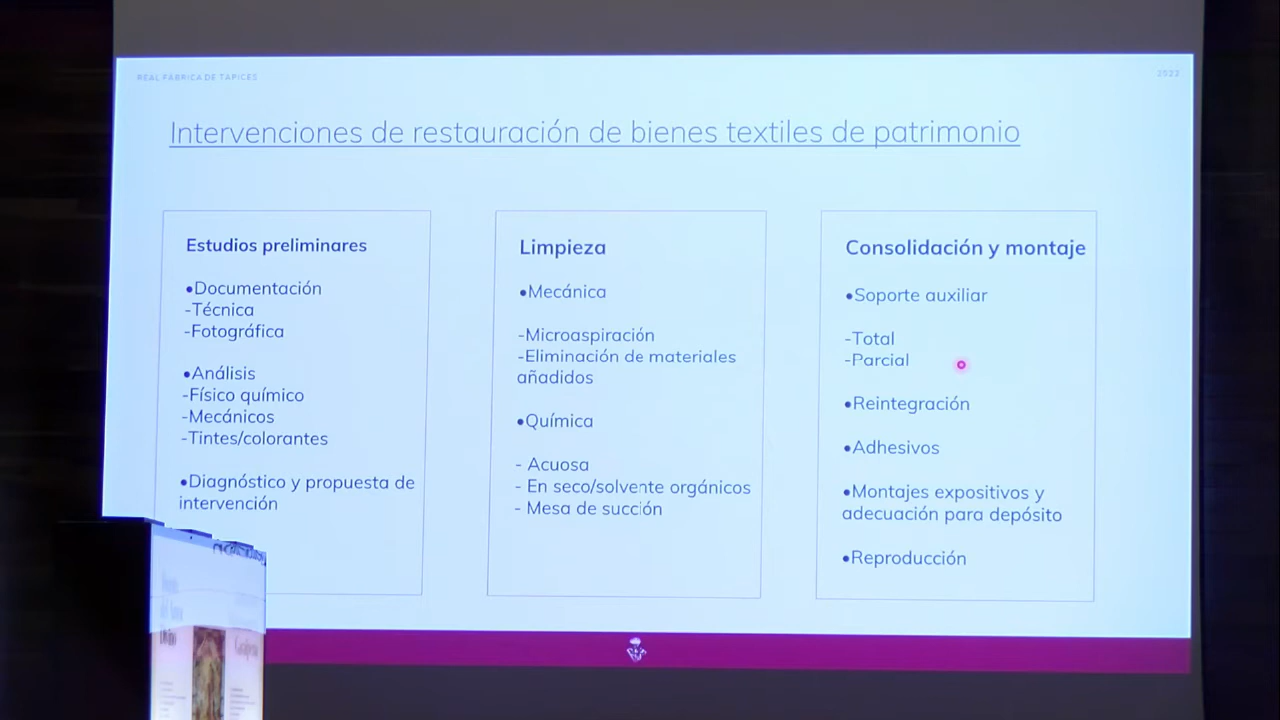 REAL FÁBRICA DE TAPICES
2522
Intervenciones de restauración de bienes textiles de patrimonio
Estudios preliminares
•Documentación
-Técnica
-Fotográfica
•Análisis
-Físico químico
-Mecánicos
-Tintes/colorantes
•Diagnóstico y propuesta de
intervención
Limpieza
•Mecánica
-Microaspiración
-Eliminación de materiales
añadidos
•Química
- Acuosa
- En seco/solvente orgánicos
- Mesa de succión
Consolidación y montaje
•Soporte auxiliar
-Total
-Parcial
•Reintegración
•Adhesivos
•Montajes expositivos y
adecuación para depósito
•Reproducción